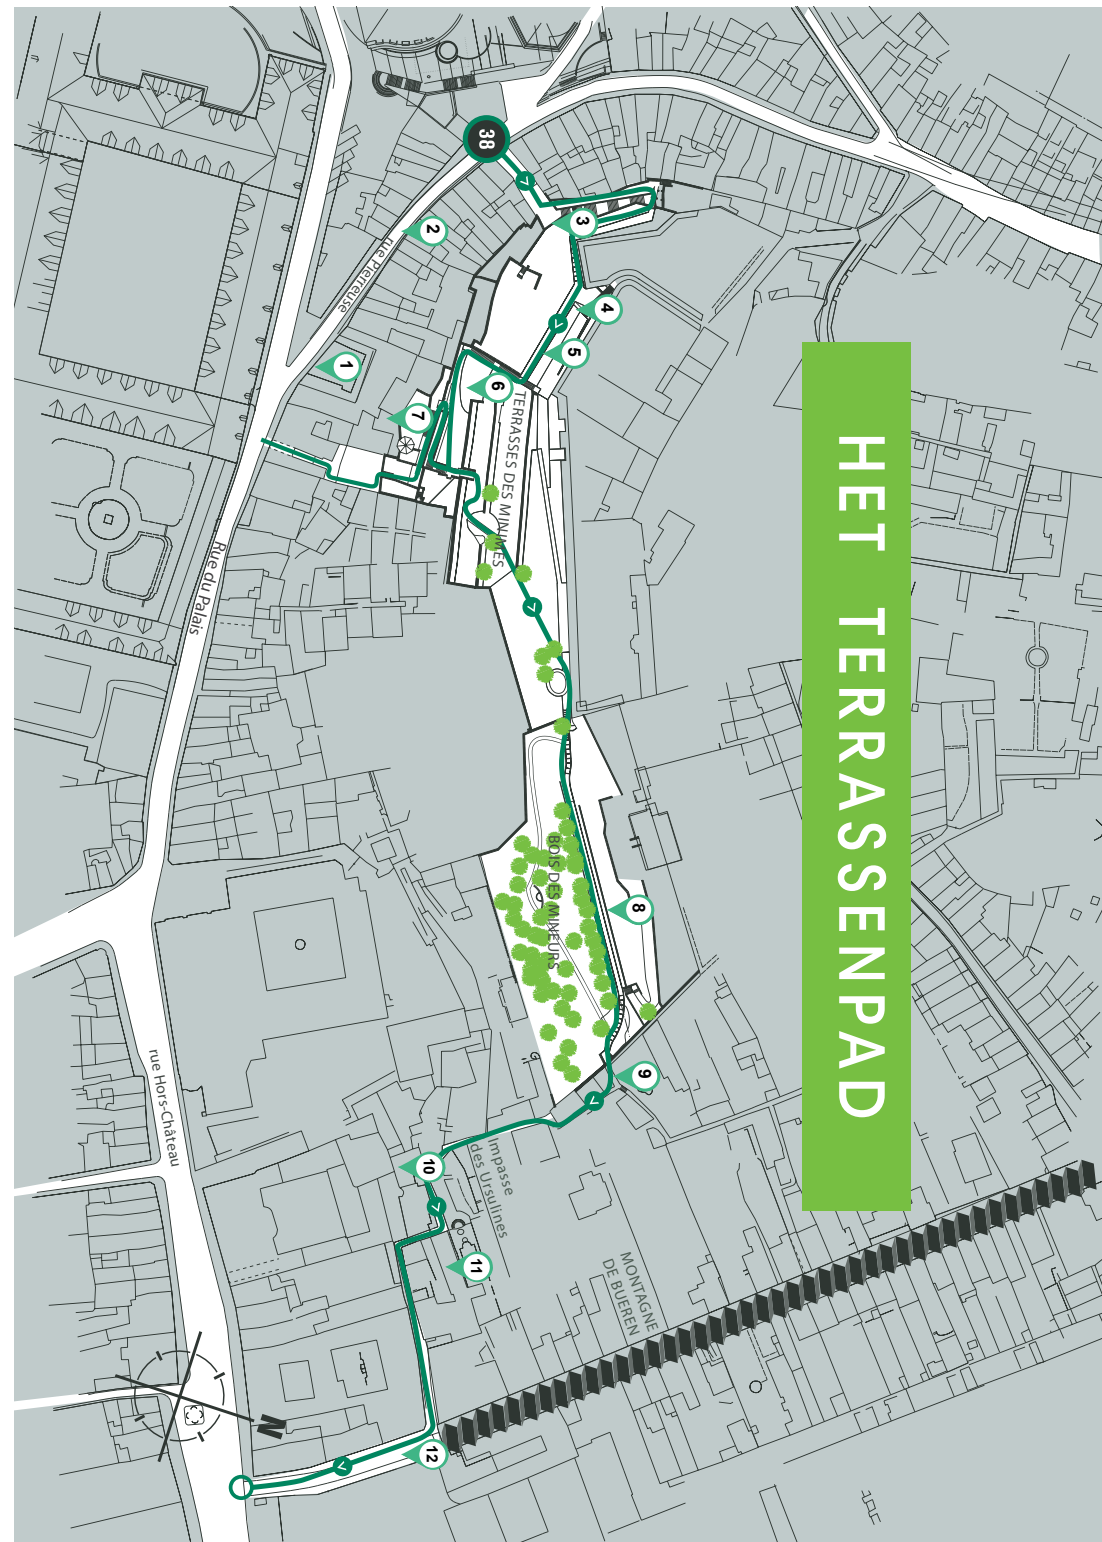 HET TERRASSENPAD
38
3
2
4
5
1
6
7
rue Pierreuse
TERRASSES DES MINIMES
Rue du Palais
BOIS DES MINEURS
8
9
rue Hors-Château
10
Impasse
des Ursulines
11
MONTAGNE
DE BUEREN
12
N